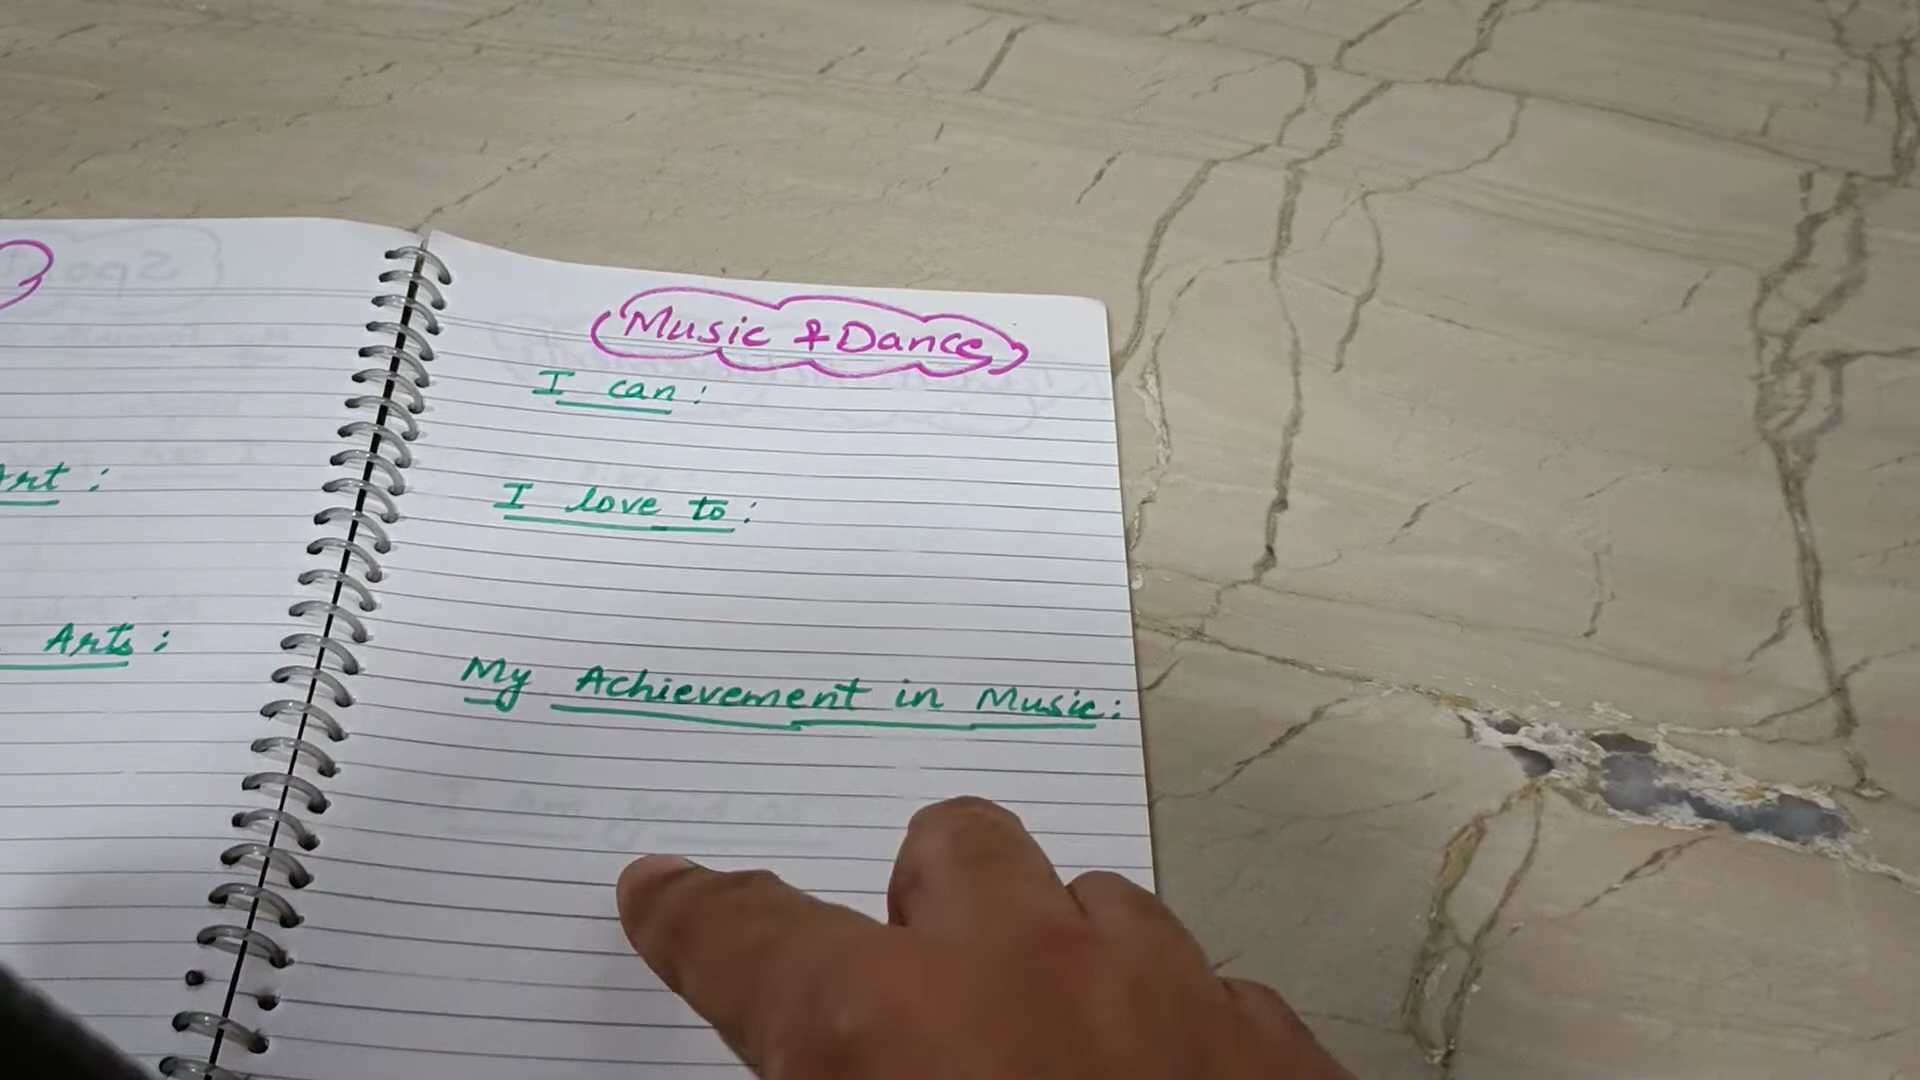 Art:
Arts:
Music & Dance
I can:
I love to:
My Achievement in Music: